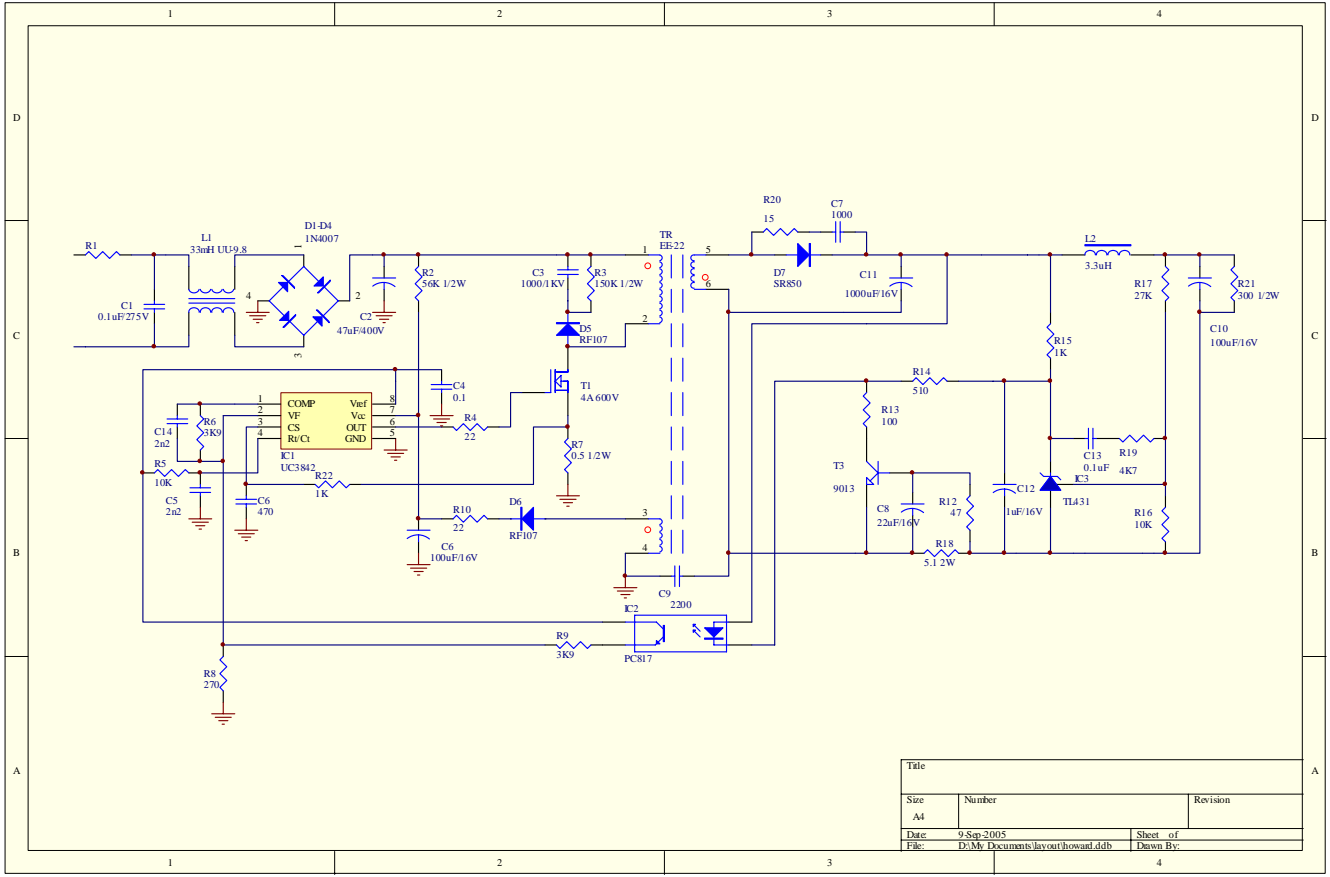 1 2 3 4
D D
C C
B B
A A
R1
C1
0.1uF/275V
L1
33mH UU-9.8
D1-D4
1N4007
1
2
3
4
C2
47uF/400V
R2
56K 1/2W
C3
1000/1KV
R3
150K 1/2W
D5
RF107
TR
EE-22
1
2
5
6
3
4
R20
15
C7
1000
D7
SR850
C11
1000uF/16V
L2
3.3uH
R17
27K
R21
300 1/2W
C10
100uF/16V
R15
1K
R14
510
R13
100
T3
9013
C8
22uF/16V
R12
47
R18
5.1 2W
C12
1uF/16V
C13
0.1uF
R19
4K7
IC3
TL431
R16
10K
T1
4A 600V
C4
0.1
R4
22
R7
0.5 1/2W
1 COMP Vref 8
2 VF Vcc 7
3 CS OUT 6
4 Rt/Ct GND 5
IC1
UC3842
C14
2n2
R6
3K9
R5
10K
C5
2n2
C6
470
R22
1K
R10
22
D6
RF107
C6
100uF/16V
C9
2200
IC2
PC817
R9
3K9
R8
270
Title
Size Number Revision
A4
Date: 9-Sep-2005 Sheet of
File: D:\My Documents\layout\howard.ddb Drawn By:
1 2 3 4